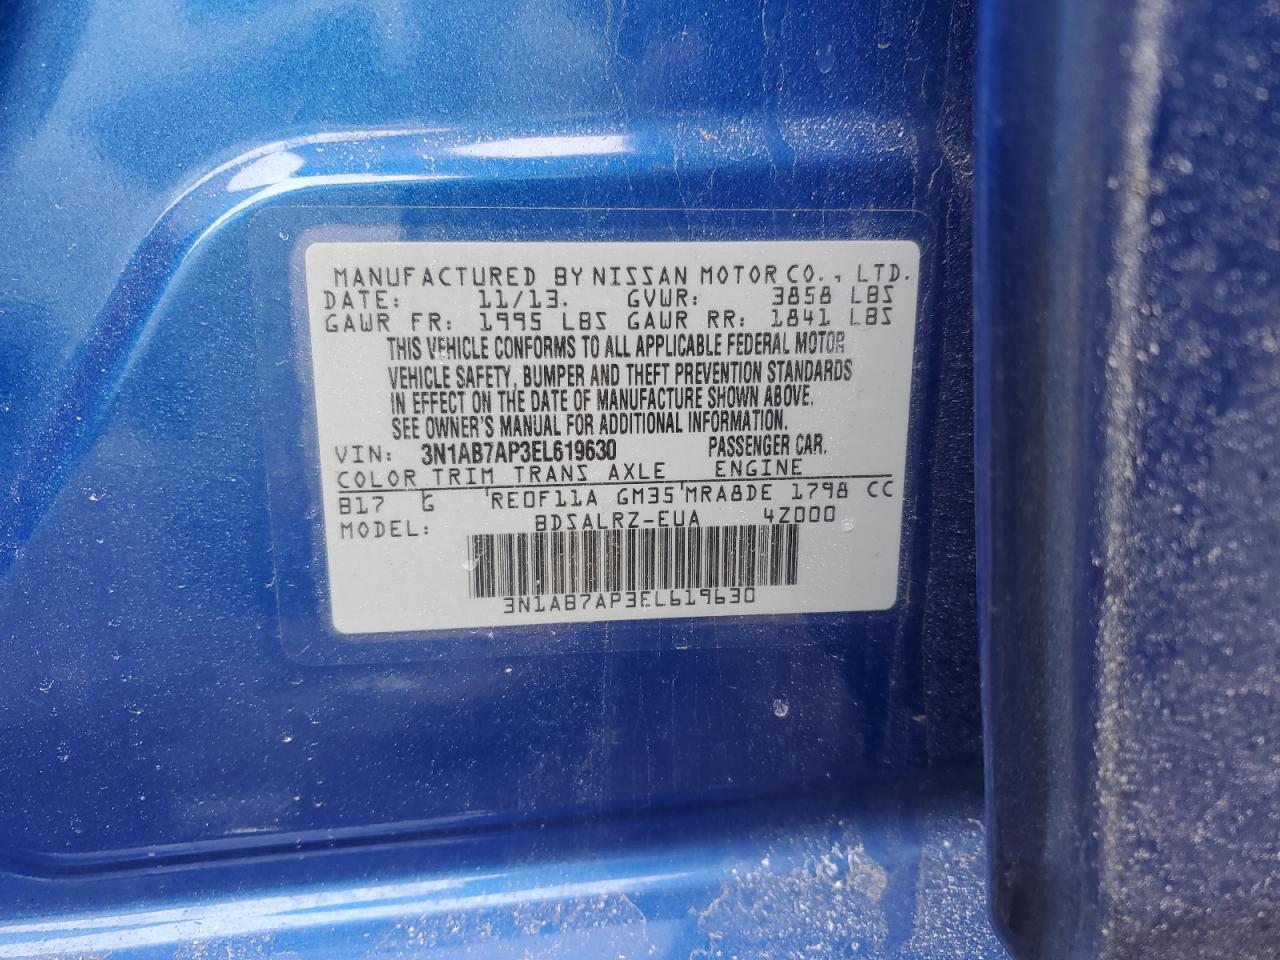 MANUFACTURED BY NISSAN MOTOR CO., LTD.
DATE: 11/13. GVWR: 3858 LBS
GAWR FR: 1995 LBS GAWR RR: 1841 LBS
THIS VEHICLE CONFORMS TO ALL APPLICABLE FEDERAL MOTOR
VEHICLE SAFETY, BUMPER AND THEFT PREVENTION STANDARDS
IN EFFECT ON THE DATE OF MANUFACTURE SHOWN ABOVE.
SEE OWNER'S MANUAL FOR ADDITIONAL INFORMATION.
VIN: 3N1AB7AP3EL619630 PASSENGER CAR.
COLOR TRIM TRANS AXLE ENGINE
B17 G RE0F11A GM35 MRA8DE 1798 CC
MODEL: BDSALRZ-EUA 4Z000
3N1AB7AP3EL619630